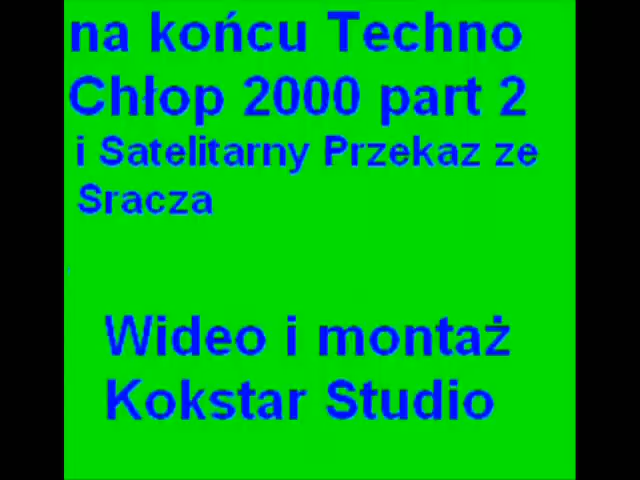 na końcu Techno
Chłop 2000 part 2
i Satelitarny Przekaz ze
Sracza
Wideo i montaż
Kokstar Studio